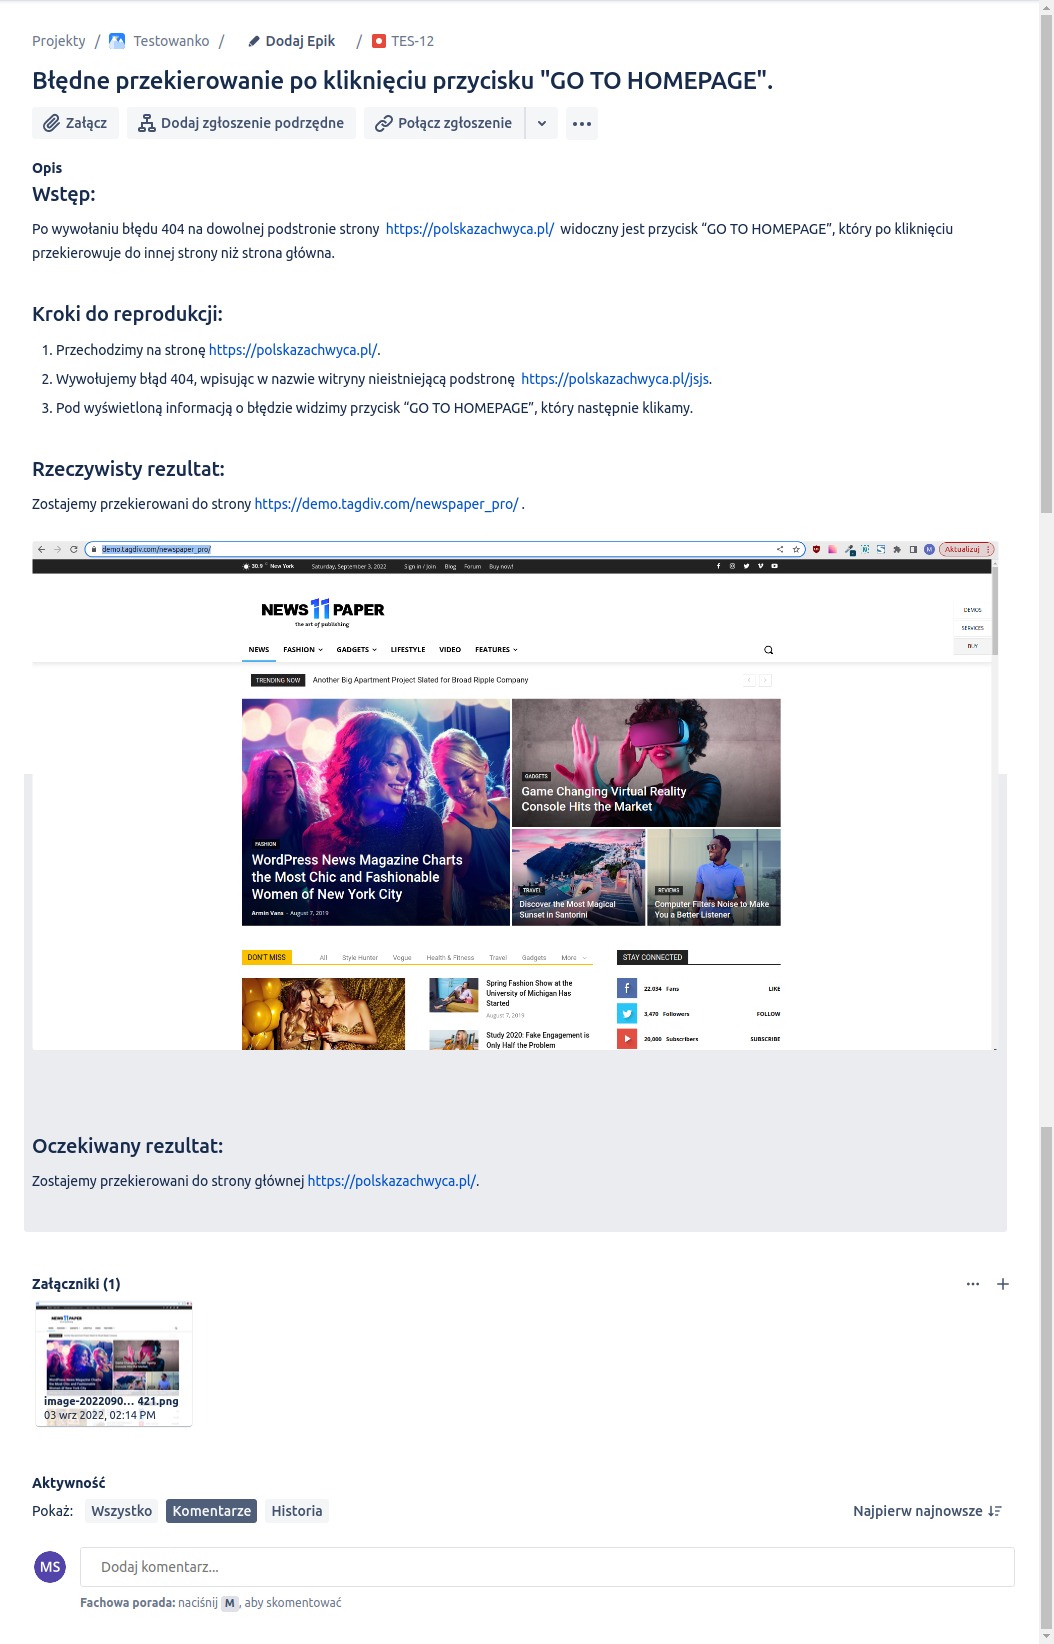 Projekty / Testowanko / Dodaj Epik / TES-12
Błędne przekierowanie po kliknięciu przycisku "GO TO HOMEPAGE".
Załącz Dodaj zgłoszenie podrzędne Połącz zgłoszenie
Opis
Wstęp:
Po wywołaniu błędu 404 na dowolnej podstronie strony https://polskazachwyca.pl/ widoczny jest przycisk “GO TO HOMEPAGE”, który po kliknięciu
przekierowuje do innej strony niż strona główna.
Kroki do reprodukcji:
1. Przechodzimy na stronę https://polskazachwyca.pl/.
2. Wywołujemy błąd 404, wpisując w nazwie witryny nieistniejącą podstronę https://polskazachwyca.pl/jsjs.
3. Pod wyświetloną informacją o błędzie widzimy przycisk “GO TO HOMEPAGE”, który następnie klikamy.
Rzeczywisty rezultat:
Zostajemy przekierowani do strony https://demo.tagdiv.com/newspaper_pro/ .
demo.tagdiv.com/newspaper_pro/ M Aktualizuj
30.9 ° New York Saturday, September 3, 2022 Sign in / Join Blog Forum Buy now!
NEWS 11 PAPER
the art of publishing
DEMOS
SERVICES
BUY
NEWS FASHION GADGETS LIFESTYLE VIDEO FEATURES
TRENDING NOW Another Big Apartment Project Slated for Broad Ripple Company
GADGETS
Game Changing Virtual Reality
Console Hits the Market
FASHION
WordPress News Magazine Charts
the Most Chic and Fashionable
Women of New York City
Armin Vans - August 7, 2019
TRAVEL
Discover the Most Magical
Sunset in Santorini
REVIEWS
Computer Filters Noise to Make
You a Better Listener
DON'T MISS All Style Hunter Vogue Health & Fitness Travel Gadgets More
Spring Fashion Show at the
University of Michigan Has
Started
August 7, 2019
Study 2020: Fake Engagement is
Only Half the Problem
STAY CONNECTED
22,034 Fans LIKE
3,470 Followers FOLLOW
20,000 Subscribers SUBSCRIBE
Oczekiwany rezultat:
Zostajemy przekierowani do strony głównej https://polskazachwyca.pl/.
Załączniki (1)
image-2022090… 421.png
03 wrz 2022, 02:14 PM
Aktywność
Pokaż: Wszystko Komentarze Historia Najpierw najnowsze
MS Dodaj komentarz...
Fachowa porada: naciśnij M, aby skomentować